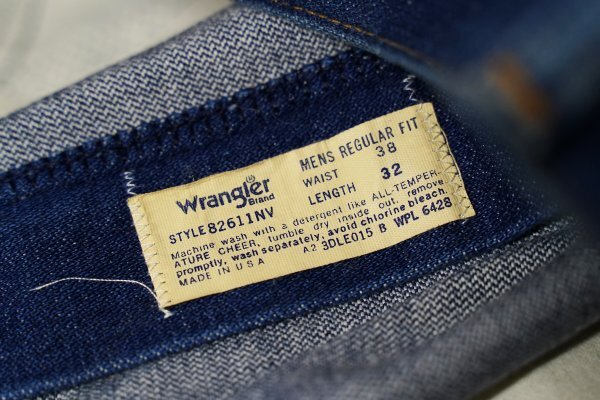 Wrangler®
Brand
MENS REGULAR FIT
WAIST 38
LENGTH 32
STYLE 82611NV
Machine wash with a detergent like ALL-TEMPER-
ATURE CHEER, tumble dry inside out, remove
promptly, wash separately, avoid chlorine bleach.
MADE IN USA A2 3DLE015 B WPL 6428